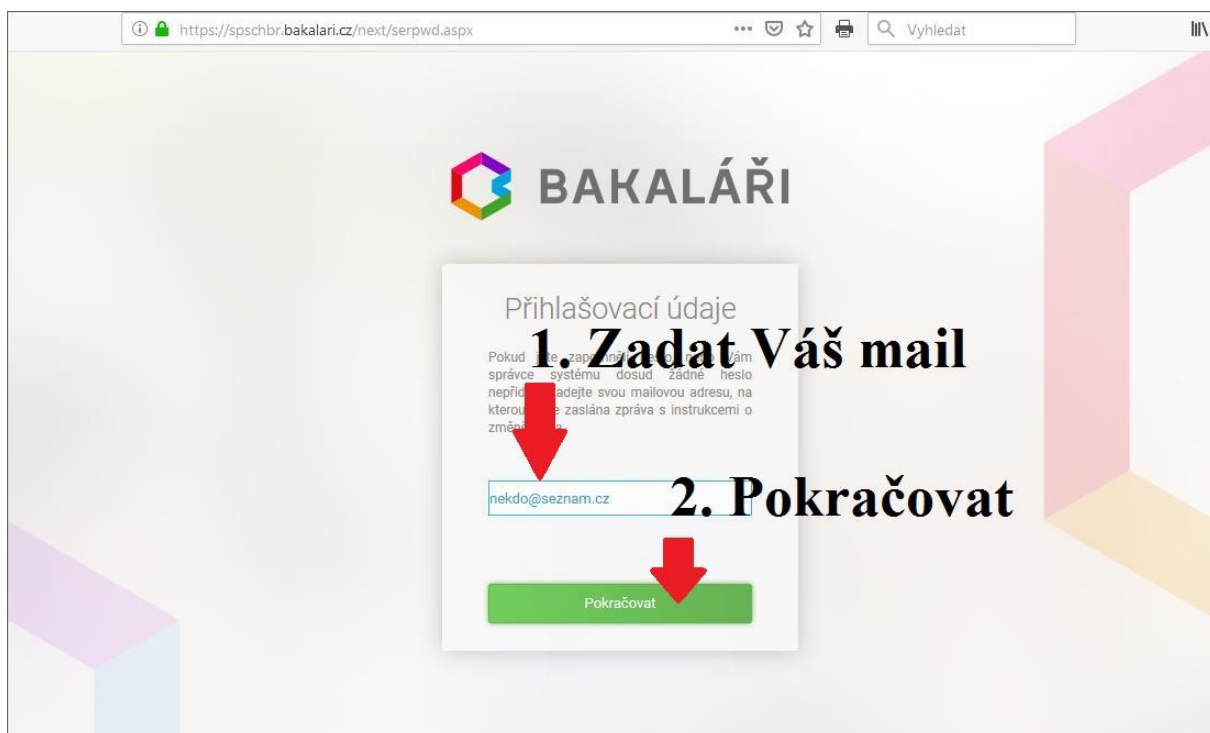 https://spschbr.bakalari.cz/next/serpwd.aspx
Vyhledat
BAKALÁŘI
Přihlašovací údaje
1. Zadat Váš mail
Pokud Vám
správce systému dosud žádné heslo
svou mailovou adresu, na
zaslána zpráva s instrukcemi o
nekdo@seznam.cz
2. Pokračovat
Pokračovat